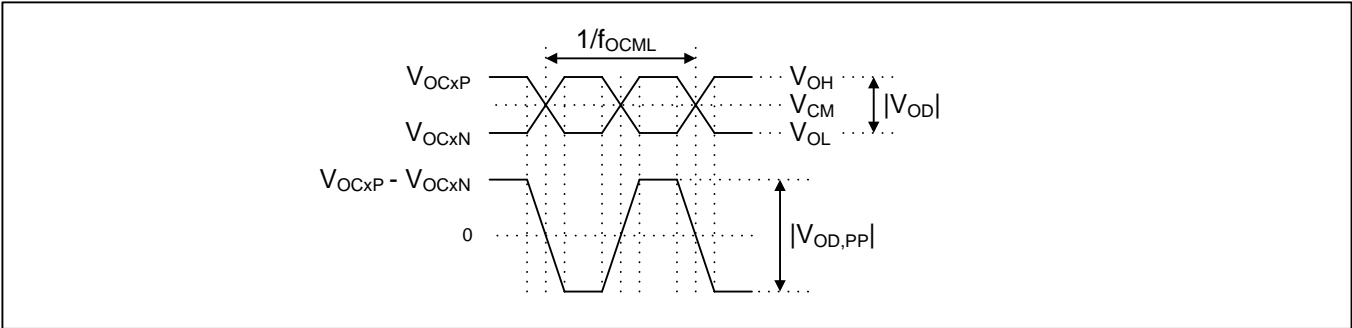 1/fOCML
VOCxP
VOH
VCM
|VOD|
VOCxN
VOL
VOCxP - VOCxN
0
|VOD,PP|